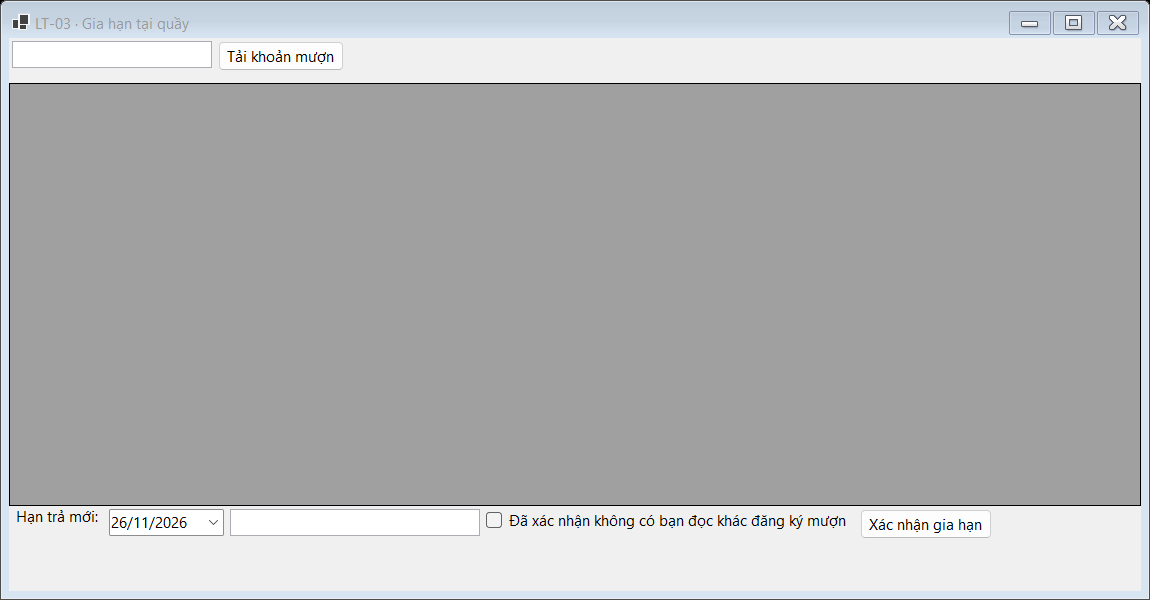 LT-03 · Gia hạn tại quầy
Tải khoản mượn
Hạn trả mới:
26/11/2026
Đã xác nhận không có bạn đọc khác đăng ký mượn
Xác nhận gia hạn